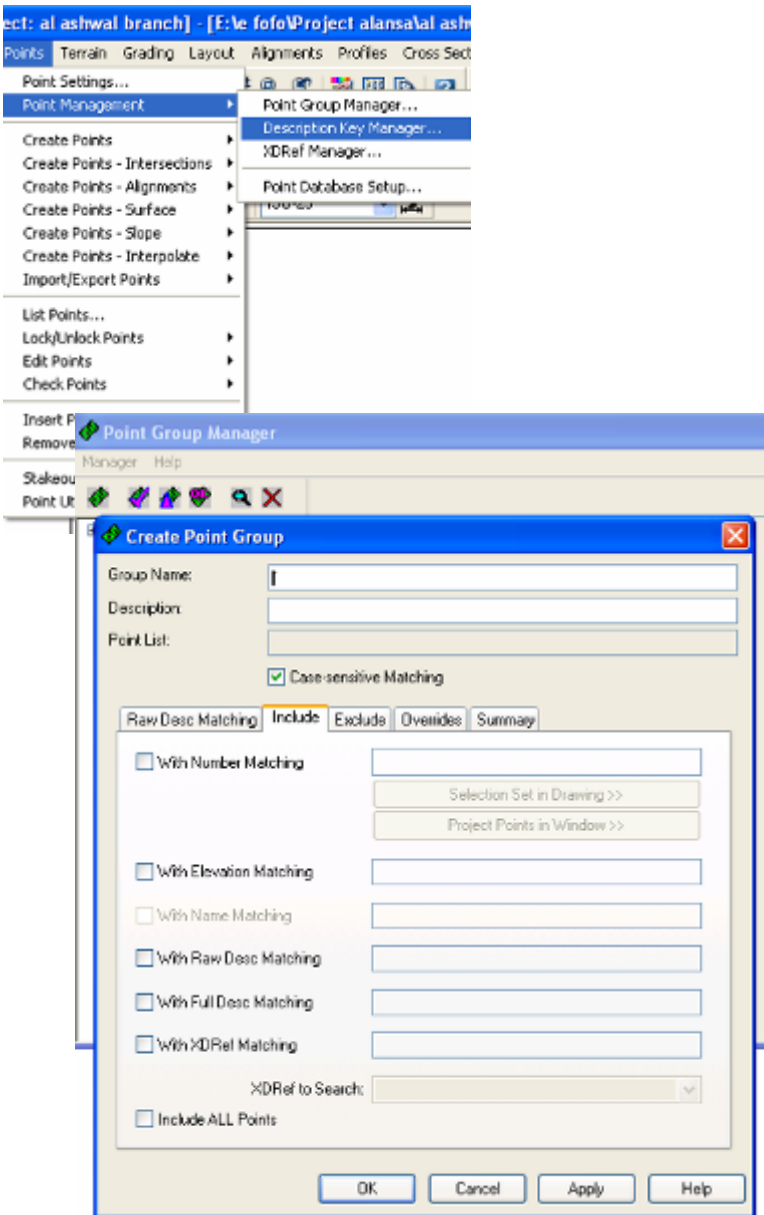 ect: al ashwal branch] - [E:\e fofo\Project alansa\al ash
Points Terrain Grading Layout Alignments Profiles Cross Sect
Point Settings...
Point Management
Point Group Manager...
Description Key Manager...
XDRef Manager...
Point Database Setup...
Create Points
Create Points - Intersections
Create Points - Alignments
Create Points - Surface
Create Points - Slope
Create Points - Interpolate
Import/Export Points
List Points...
Lock/Unlock Points
Edit Points
Check Points
Insert P
Remove
Stakeou
Point Ut
Point Group Manager
Manager Help
Create Point Group
Group Name:
Description:
Point List:
Case-sensitive Matching
Raw Desc Matching Include Exclude Overrides Summary
With Number Matching
Selection Set in Drawing >>
Project Points in Window >>
With Elevation Matching
With Name Matching
With Raw Desc Matching
With Full Desc Matching
With XDRef Matching
XDRef to Search:
Include ALL Points
OK Cancel Apply Help